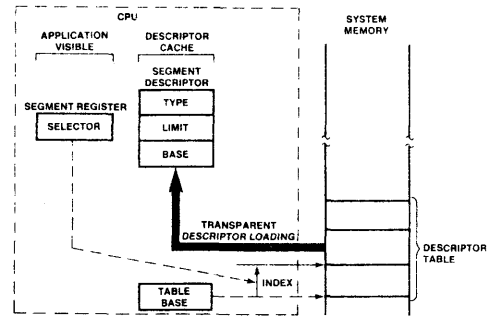 CPU
SYSTEM
MEMORY
APPLICATION
VISIBLE
DESCRIPTOR
CACHE
SEGMENT
DESCRIPTOR
SEGMENT REGISTER
SELECTOR
TYPE
LIMIT
BASE
TRANSPARENT
DESCRIPTOR LOADING
DESCRIPTOR
TABLE
INDEX
TABLE
BASE